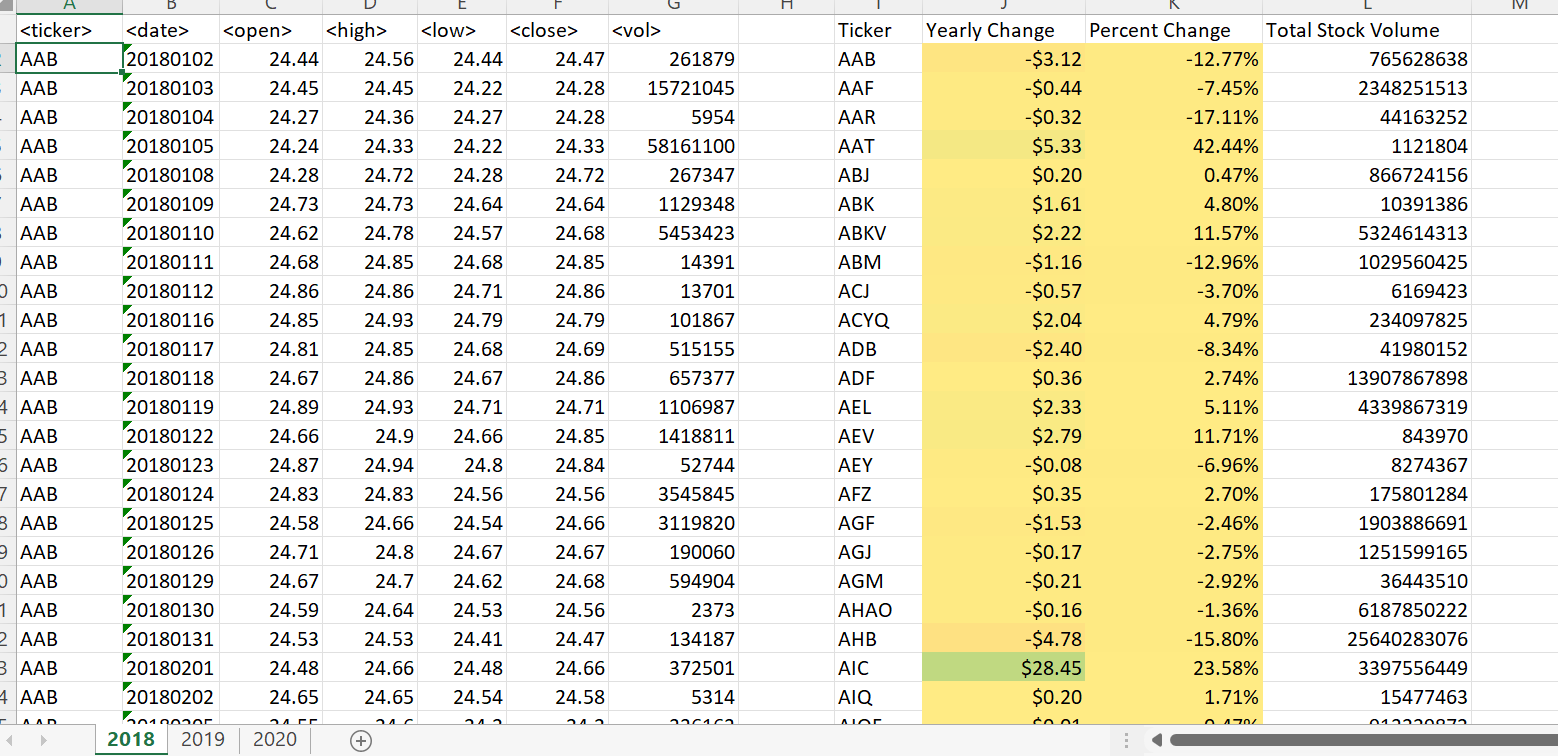 A B C D E F G H I J K L M
<ticker> <date> <open> <high> <low> <close> <vol> Ticker Yearly Change Percent Change Total Stock Volume
AAB 20180102 24.44 24.56 24.44 24.47 261879 AAB -$3.12 -12.77% 765628638
AAB 20180103 24.45 24.45 24.22 24.28 15721045 AAF -$0.44 -7.45% 2348251513
AAB 20180104 24.27 24.36 24.27 24.28 5954 AAR -$0.32 -17.11% 44163252
AAB 20180105 24.24 24.33 24.22 24.33 58161100 AAT $5.33 42.44% 1121804
AAB 20180108 24.28 24.72 24.28 24.72 267347 ABJ $0.20 0.47% 866724156
AAB 20180109 24.73 24.73 24.64 24.64 1129348 ABK $1.61 4.80% 10391386
AAB 20180110 24.62 24.78 24.57 24.68 5453423 ABKV $2.22 11.57% 5324614313
AAB 20180111 24.68 24.85 24.68 24.85 14391 ABM -$1.16 -12.96% 1029560425
AAB 20180112 24.86 24.86 24.71 24.86 13701 ACJ -$0.57 -3.70% 6169423
AAB 20180116 24.85 24.93 24.79 24.79 101867 ACYQ $2.04 4.79% 234097825
AAB 20180117 24.81 24.85 24.68 24.69 515155 ADB -$2.40 -8.34% 41980152
AAB 20180118 24.67 24.86 24.67 24.86 657377 ADF $0.36 2.74% 13907867898
AAB 20180119 24.89 24.93 24.71 24.71 1106987 AEL $2.33 5.11% 4339867319
AAB 20180122 24.66 24.9 24.66 24.85 1418811 AEV $2.79 11.71% 843970
AAB 20180123 24.87 24.94 24.8 24.84 52744 AEY -$0.08 -6.96% 8274367
AAB 20180124 24.83 24.83 24.56 24.56 3545845 AFZ $0.35 2.70% 175801284
AAB 20180125 24.58 24.66 24.54 24.66 3119820 AGF -$1.53 -2.46% 1903886691
AAB 20180126 24.71 24.8 24.67 24.67 190060 AGJ -$0.17 -2.75% 1251599165
AAB 20180129 24.67 24.7 24.62 24.68 594904 AGM -$0.21 -2.92% 36443510
AAB 20180130 24.59 24.64 24.53 24.56 2373 AHAO -$0.16 -1.36% 6187850222
AAB 20180131 24.53 24.53 24.41 24.47 134187 AHB -$4.78 -15.80% 25640283076
AAB 20180201 24.48 24.66 24.48 24.66 372501 AIC $28.45 23.58% 3397556449
AAB 20180202 24.65 24.65 24.54 24.58 5314 AIQ $0.20 1.71% 15477463
2018 2019 2020